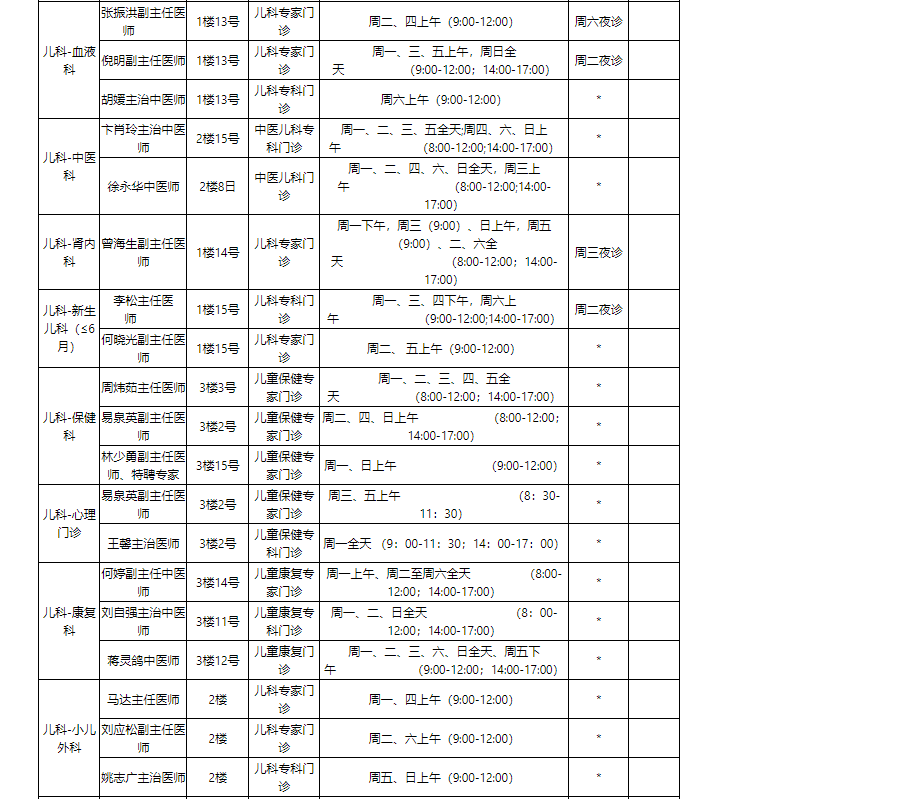 儿科-血液科
张振洪副主任医师
1楼13号
儿科专家门诊
周二、四上午（9:00-12:00）
周六夜诊
倪明副主任医师
1楼13号
儿科专家门诊
周一、三、五上午，周日全天 （9:00-12:00；14:00-17:00）
周二夜诊
胡媛主治中医师
1楼13号
儿科专科门诊
周六上午（9:00-12:00）
*
儿科-中医科
卞肖玲主治中医师
2楼15号
中医儿科专科门诊
周一、二、三、五全天;周四、六、日上午 （8:00-12:00;14:00-17:00）
*
徐永华中医师
2楼8日
中医儿科门诊
周一、二、四、六、日全天，周三上午 （8:00-12:00;14:00-17:00）
*
儿科-肾内科
曾海生副主任医师
1楼14号
儿科专家门诊
周一下午，周三（9:00）、日上午，周五（9:00）、二、六全天 （8:00-12:00；14:00-17:00）
周三夜诊
儿科-新生儿科（≤6月）
李松主任医师
1楼15号
儿科专科门诊
周一、三、四下午，周六上午 （9:00-12:00;14:00-17:00）
周二夜诊
何晓光副主任医师
1楼15号
儿科专家门诊
周二、 五上午（9:00-12:00）
*
儿科-保健科
周炜茹主任医师
3楼3号
儿童保健专家门诊
周一、二、三、四、五全天 （8:00-12:00；14:00-17:00）
*
易泉英副主任医师
3楼2号
儿童保健专家门诊
周二、四、日上午 （8:00-12:00；14:00-17:00）
*
林少勇副主任医师、特聘专家
3楼15号
儿童保健专家门诊
周一、日上午 （9:00-12:00）
*
儿科-心理门诊
易泉英副主任医师
3楼2号
儿童保健专家门诊
周三、五上午 （8：30-11：30）
*
王馨主治医师
3楼2号
儿童保健专科门诊
周一全天 （9：00-11：30；14：00-17：00）
*
儿科-康复科
何婷副主任中医师
3楼14号
儿童康复专家门诊
周一上午、周二至周六全天 （8:00-12:00；14:00-17:00）
*
刘自强主治中医师
3楼11号
儿童康复专科门诊
周一、二、日全天 （8：00-12:00；14:00-17:00）
*
蒋灵鸽中医师
3楼12号
儿童康复门诊
周一、二、三、六、日全天、周五下午 （9:00-12:00；14:00-17:00）
*
儿科-小儿外科
马达主任医师
2楼
儿科专家门诊
周一、四上午（9:00-12:00）
*
刘应松副主任医师
2楼
儿科专家门诊
周二、六上午（9:00-12:00）
*
姚志广主治医师
2楼
儿科专科门诊
周五、日上午（9:00-12:00）
*